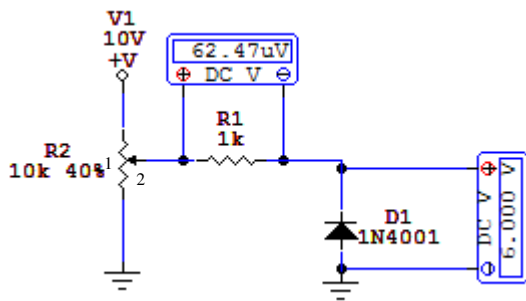 V1
10V
+V
62.47uV
DC V
R1
1k
R2
10k 40%
1
2
D1
1N4001
DC V
6.000 V